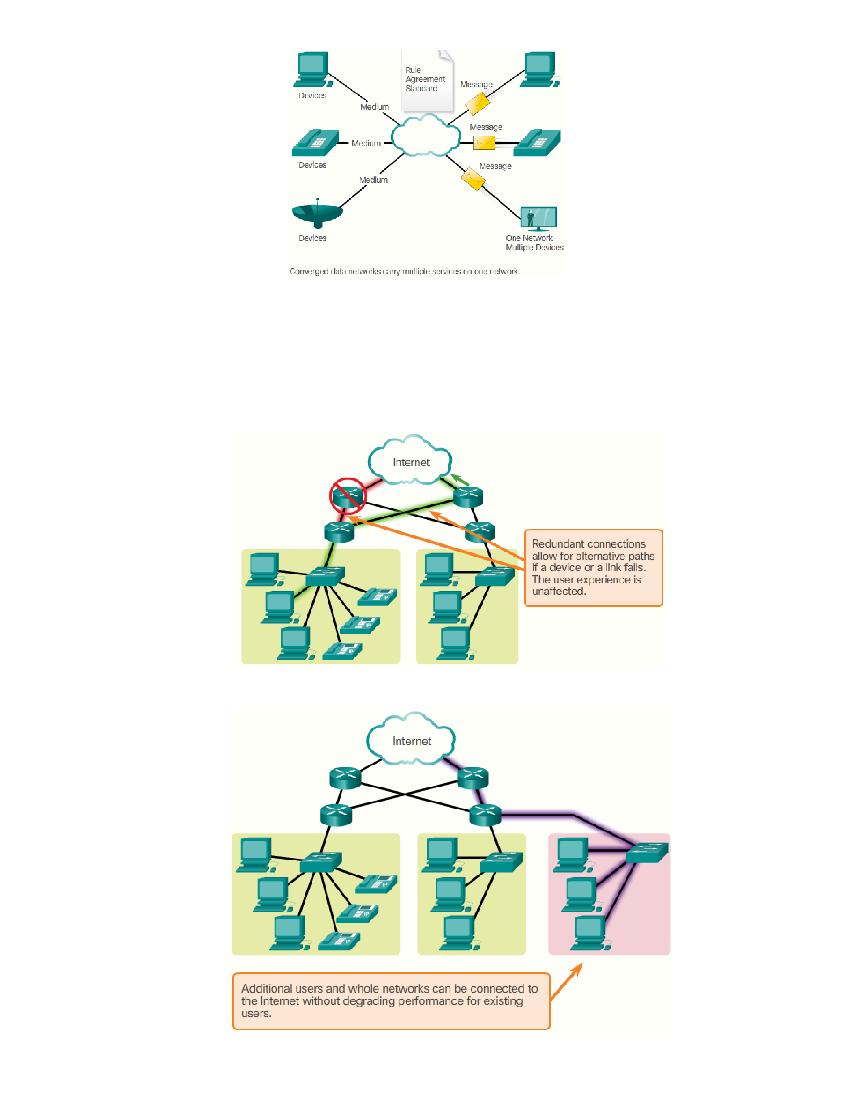 Rule
Agreement
Standard
Message
Devices
Medium
Message
Medium
Devices
Message
Medium
Devices
One Network-
Multiple Devices
Converged data networks carry multiple services on one network.
Internet
Redundant connections
allow for alternative paths
if a device or a link fails.
The user experience is
unaffected.
Internet
Additional users and whole networks can be connected to
the Internet without degrading performance for existing
users.